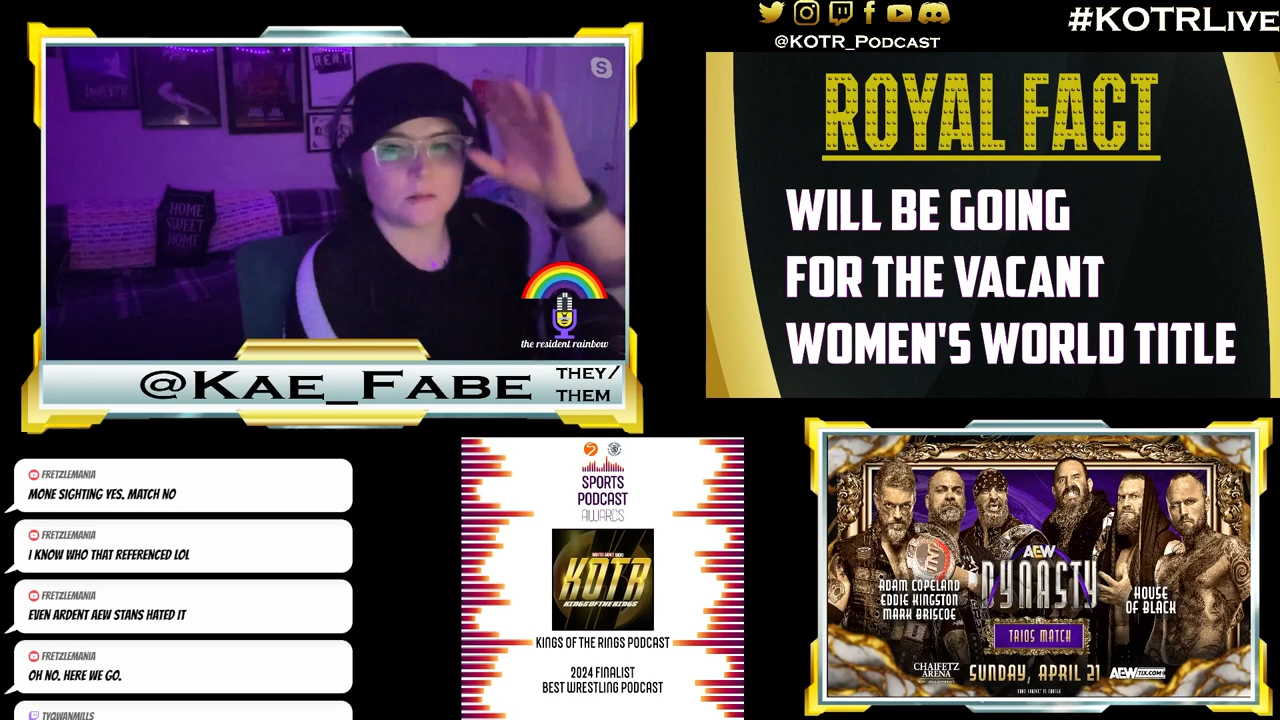 RENT
HOME
SWEET
HOME
the resident rainbow
@KAE_FABE
THEY/
THEM
@KOTR_PODCAST
#KOTRLIVE
ROYAL FACT
WILL BE GOING
FOR THE VACANT
WOMEN'S WORLD TITLE
FRETZLEMANIA
MONE SIGHTING YES. MATCH NO
FRETZLEMANIA
I KNOW WHO THAT REFERENCED LOL
FRETZLEMANIA
EVEN ARDENT AEW STANS HATED IT
FRETZLEMANIA
OH NO. HERE WE GO.
TYQWANMILLS
SPORTS
PODCAST
AWARDS
KOTR
KINGS OF THE RINGS
KINGS OF THE RINGS PODCAST
2024 FINALIST
BEST WRESTLING PODCAST
AEW
DYNASTY
ADAM COPELAND
EDDIE KINGSTON
MARK BRISCOE
HOUSE
OF BLACK
TRIOS MATCH
CHAIFETZ
ARENA
SUNDAY, APRIL 21
AEWTIX.COM